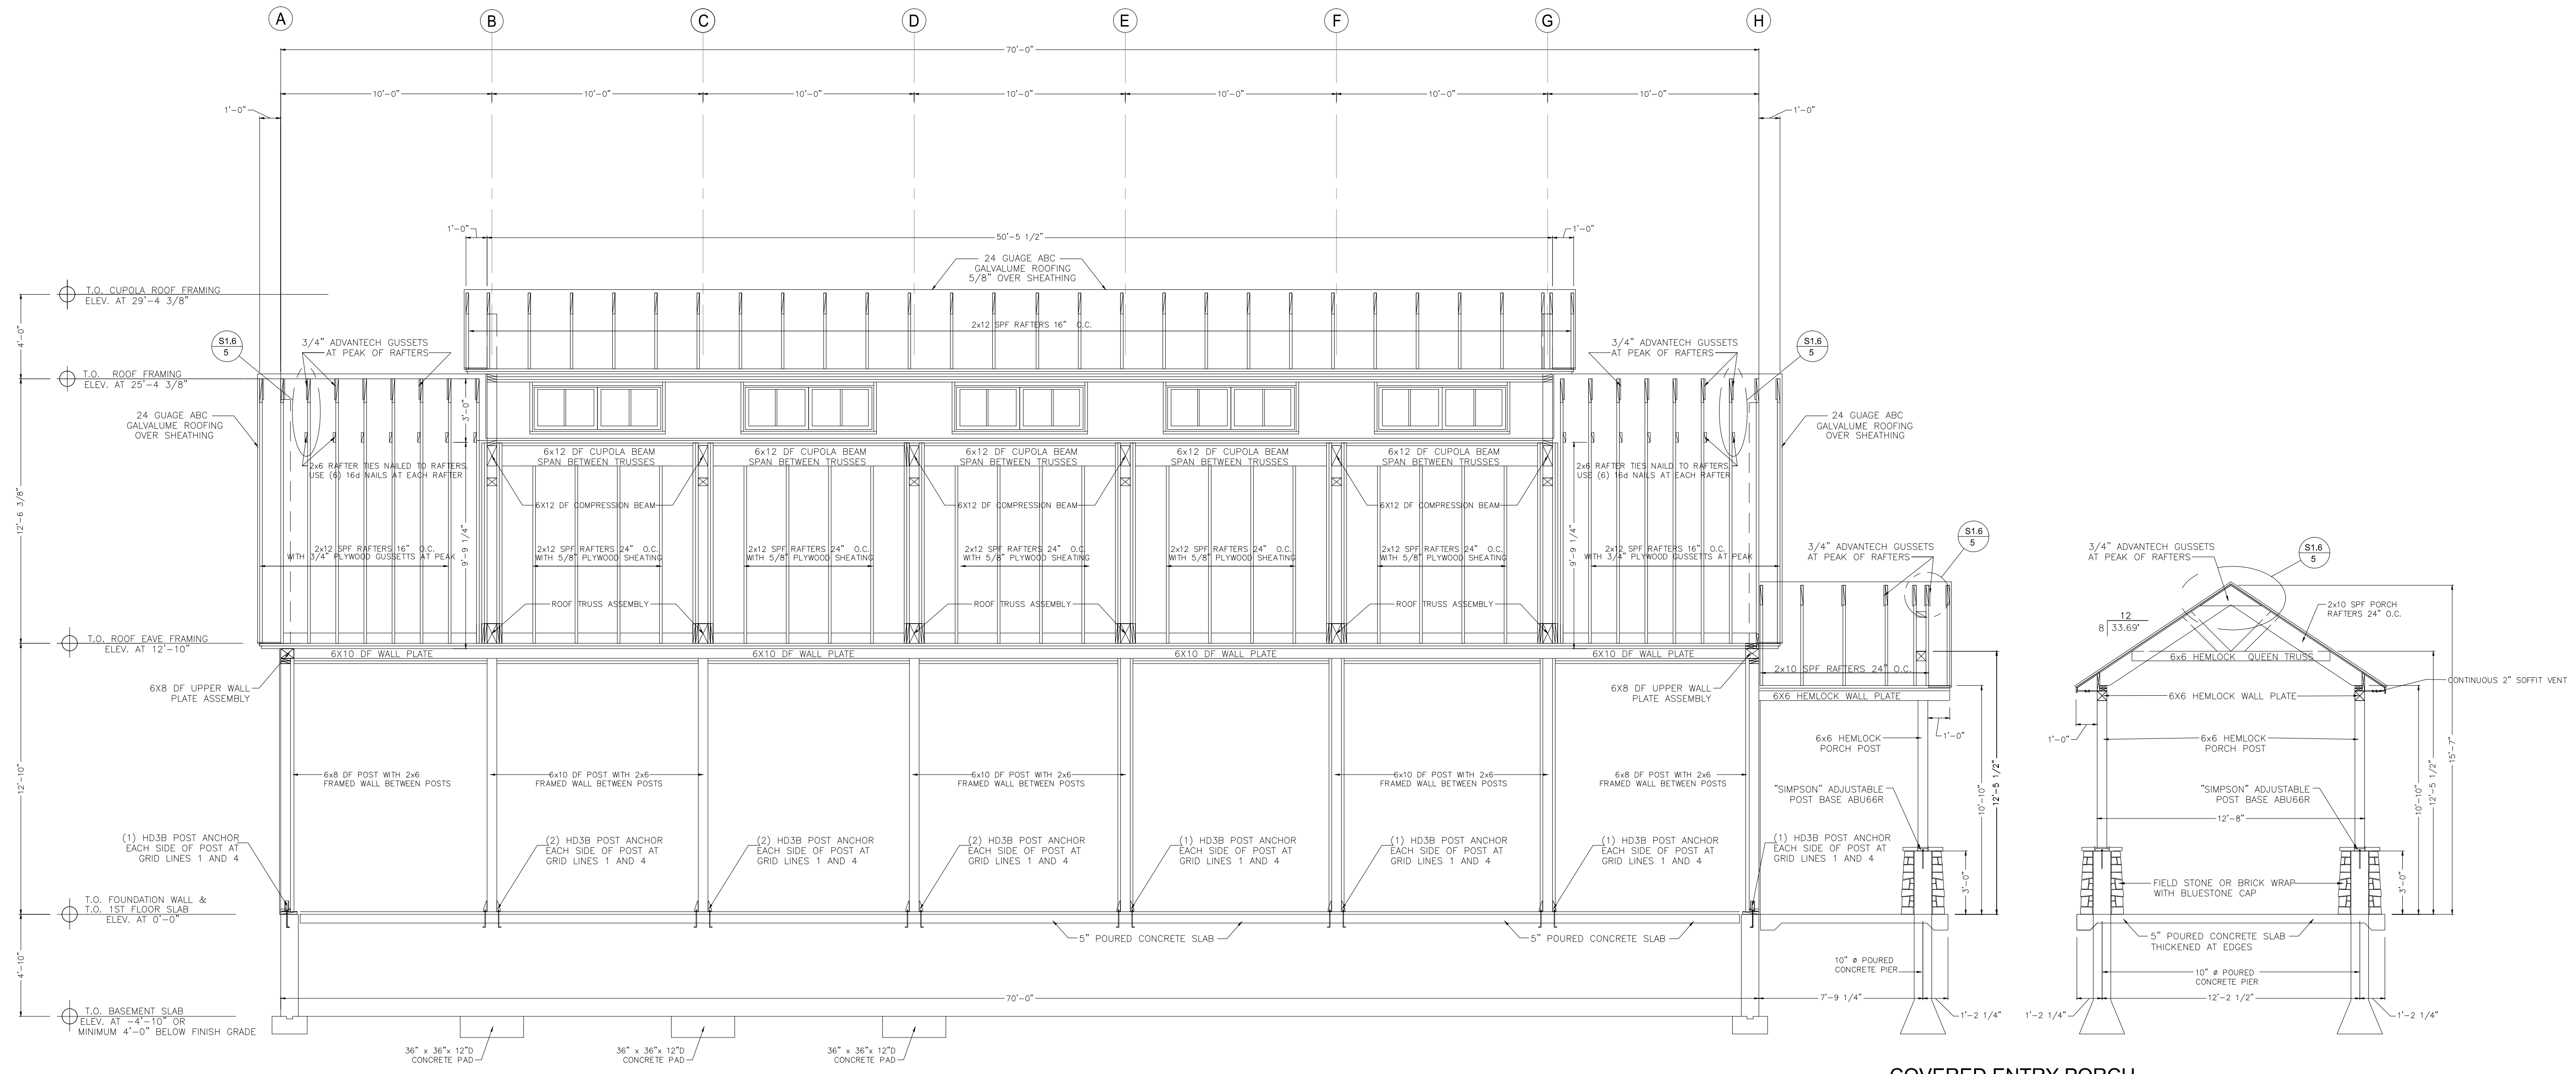 A
B
C
D
E
F
G
H
70'-0"
10'-0"
10'-0"
10'-0"
10'-0"
10'-0"
10'-0"
10'-0"
1'-0"
1'-0"
1'-0"
50'-5 1/2"
1'-0"
24 GUAGE ABC
GALVALUME ROOFING
5/8" OVER SHEATHING
T.O. CUPOLA ROOF FRAMING
ELEV. AT 29'-4 3/8"
4'-0"
2x12 SPF RAFTERS 16" O.C.
S1.6
5
3/4" ADVANTECH GUSSETS
AT PEAK OF RAFTERS
3/4" ADVANTECH GUSSETS
AT PEAK OF RAFTERS
S1.6
5
T.O. ROOF FRAMING
ELEV. AT 25'-4 3/8"
24 GUAGE ABC
GALVALUME ROOFING
OVER SHEATHING
3'-0"
24 GUAGE ABC
GALVALUME ROOFING
OVER SHEATHING
2x6 RAFTER TIES NAILED TO RAFTERS.
USE (6) 16d NAILS AT EACH RAFTER
6x12 DF CUPOLA BEAM
SPAN BETWEEN TRUSSES
6x12 DF CUPOLA BEAM
SPAN BETWEEN TRUSSES
6x12 DF CUPOLA BEAM
SPAN BETWEEN TRUSSES
6x12 DF CUPOLA BEAM
SPAN BETWEEN TRUSSES
6x12 DF CUPOLA BEAM
SPAN BETWEEN TRUSSES
2x6 RAFTER TIES NAILD TO RAFTERS.
USE (6) 16d NAILS AT EACH RAFTER
12'-6 3/8"
6X12 DF COMPRESSION BEAM
6X12 DF COMPRESSION BEAM
6X12 DF COMPRESSION BEAM
9'-9 1/4"
9'-9 1/4"
2x12 SPF RAFTERS 16" O.C.
WITH 3/4" PLYWOOD GUSSETTS AT PEAK
2x12 SPF RAFTERS 24" O.C.
WITH 5/8" PLYWOOD SHEATING
2x12 SPF RAFTERS 24" O.C.
WITH 5/8" PLYWOOD SHEATING
2x12 SPF RAFTERS 24" O.C.
WITH 5/8" PLYWOOD SHEATING
2x12 SPF RAFTERS 24" O.C.
WITH 5/8" PLYWOOD SHEATING
2x12 SPF RAFTERS 24" O.C.
WITH 5/8" PLYWOOD SHEATING
2x12 SPF RAFTERS 16" O.C.
WITH 3/4" PLYWOOD GUSSETTS AT PEAK
ROOF TRUSS ASSEMBLY
ROOF TRUSS ASSEMBLY
ROOF TRUSS ASSEMBLY
T.O. ROOF EAVE FRAMING
ELEV. AT 12'-10"
6X10 DF WALL PLATE
6X10 DF WALL PLATE
6X10 DF WALL PLATE
6X10 DF WALL PLATE
6X8 DF UPPER WALL
PLATE ASSEMBLY
6X8 DF UPPER WALL
PLATE ASSEMBLY
12'-10"
6x8 DF POST WITH 2x6
FRAMED WALL BETWEEN POSTS
6x10 DF POST WITH 2x6
FRAMED WALL BETWEEN POSTS
6x10 DF POST WITH 2x6
FRAMED WALL BETWEEN POSTS
6x10 DF POST WITH 2x6
FRAMED WALL BETWEEN POSTS
6x8 DF POST WITH 2x6
FRAMED WALL BETWEEN POSTS
(1) HD3B POST ANCHOR
EACH SIDE OF POST AT
GRID LINES 1 AND 4
(2) HD3B POST ANCHOR
EACH SIDE OF POST AT
GRID LINES 1 AND 4
(2) HD3B POST ANCHOR
EACH SIDE OF POST AT
GRID LINES 1 AND 4
(2) HD3B POST ANCHOR
EACH SIDE OF POST AT
GRID LINES 1 AND 4
(1) HD3B POST ANCHOR
EACH SIDE OF POST AT
GRID LINES 1 AND 4
(1) HD3B POST ANCHOR
EACH SIDE OF POST AT
GRID LINES 1 AND 4
(1) HD3B POST ANCHOR
EACH SIDE OF POST AT
GRID LINES 1 AND 4
(1) HD3B POST ANCHOR
EACH SIDE OF POST AT
GRID LINES 1 AND 4
T.O. FOUNDATION WALL &
T.O. 1ST FLOOR SLAB
ELEV. AT 0'-0"
5" POURED CONCRETE SLAB
5" POURED CONCRETE SLAB
4'-10"
70'-0"
7'-9 1/4"
1'-2 1/4"
T.O. BASEMENT SLAB
ELEV. AT -4'-10" OR
MINIMUM 4'-0" BELOW FINISH GRADE
36" x 36"x 12"D
CONCRETE PAD
36" x 36"x 12"D
CONCRETE PAD
36" x 36"x 12"D
CONCRETE PAD
3/4" ADVANTECH GUSSETS
AT PEAK OF RAFTERS
S1.6
5
2x10 SPF RAFTERS 24" O.C.
6X6 HEMLOCK WALL PLATE
6x6 HEMLOCK
PORCH POST
1'-0"
"SIMPSON" ADJUSTABLE
POST BASE ABU66R
10'-10"
12'-5 1/2"
3'-0"
10" ø POURED
CONCRETE PIER
3/4" ADVANTECH GUSSETS
AT PEAK OF RAFTERS
S1.6
5
2x10 SPF PORCH
RAFTERS 24" O.C.
12
8
33.69°
6x6 HEMLOCK QUEEN TRUSS
CONTINUOUS 2" SOFFIT VENT
6X6 HEMLOCK WALL PLATE
1'-0"
6x6 HEMLOCK
PORCH POST
"SIMPSON" ADJUSTABLE
POST BASE ABU66R
12'-8"
15'-7"
12'-5 1/2"
10'-10"
3'-0"
FIELD STONE OR BRICK WRAP
WITH BLUESTONE CAP
5" POURED CONCRETE SLAB
THICKENED AT EDGES
10" ø POURED
CONCRETE PIER
12'-2 1/2"
1'-2 1/4"
1'-2 1/4"
COVERED ENTRY PORCH